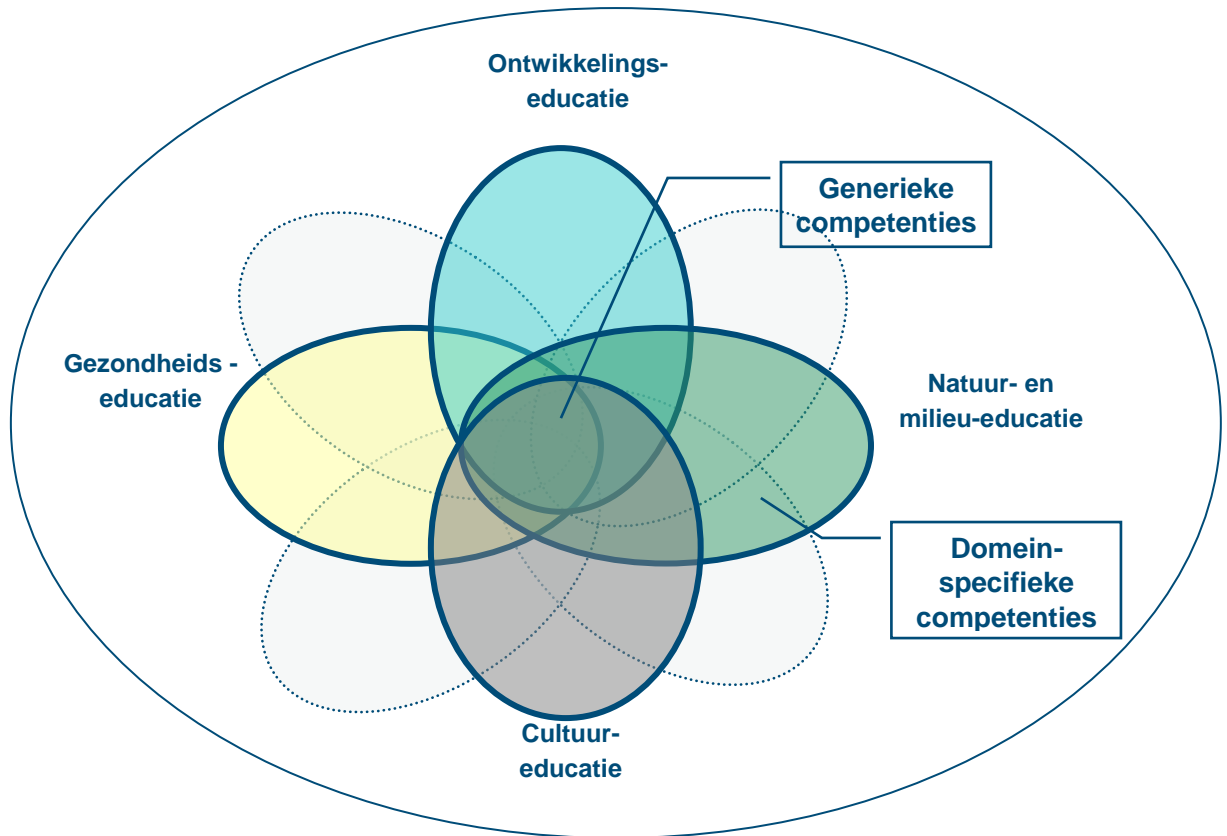 Ontwikkelings-
educatie
Generieke
competenties
Gezondheids -
educatie
Natuur- en
milieu-educatie
Domein-
specifieke
competenties
Cultuur-
educatie